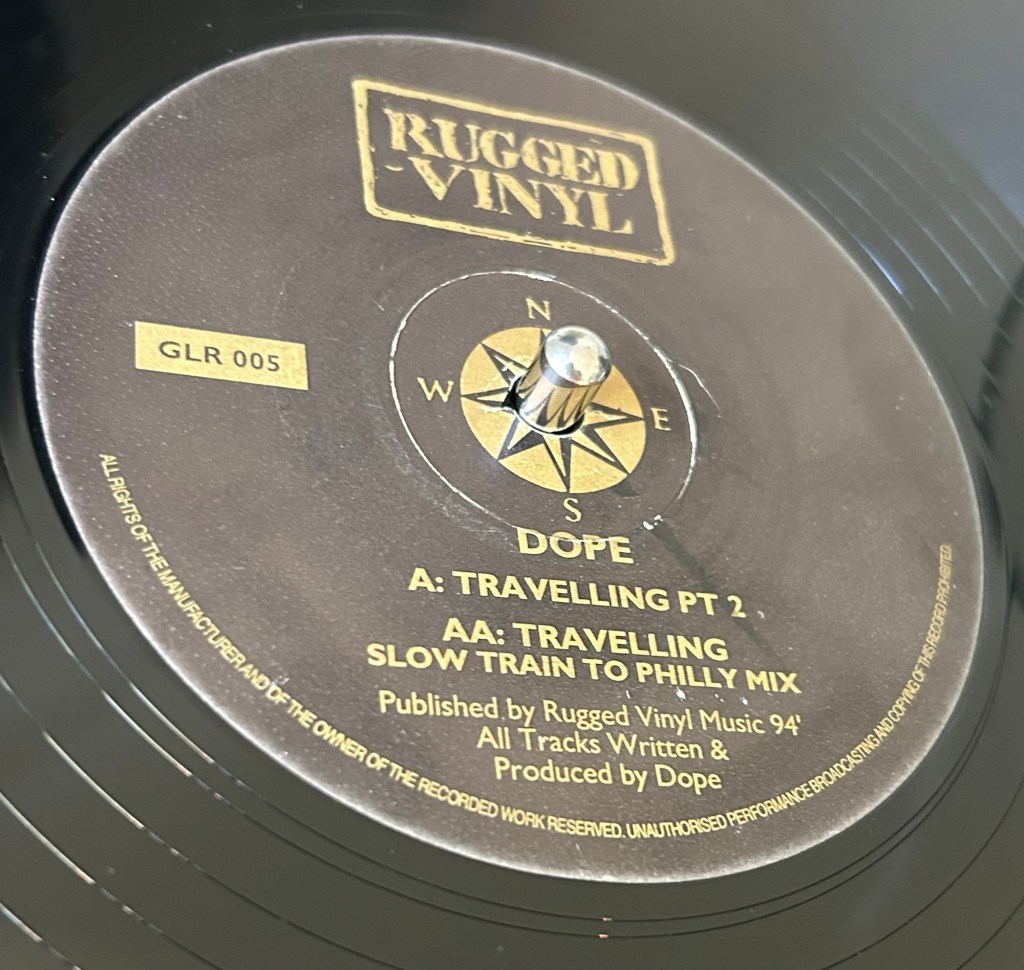 RUGGED
VINYL
N
GLR 005
W
E
S
DOPE
A: TRAVELLING PT 2
AA: TRAVELLING
SLOW TRAIN TO PHILLY MIX
Published by Rugged Vinyl Music 94'
All Tracks Written &
Produced by Dope
ALL RIGHTS OF THE MANUFACTURER AND OF THE OWNER OF THE RECORDED WORK RESERVED. UNAUTHORISED PERFORMANCE BROADCASTING AND COPYING OF THIS RECORD PROHIBITED.